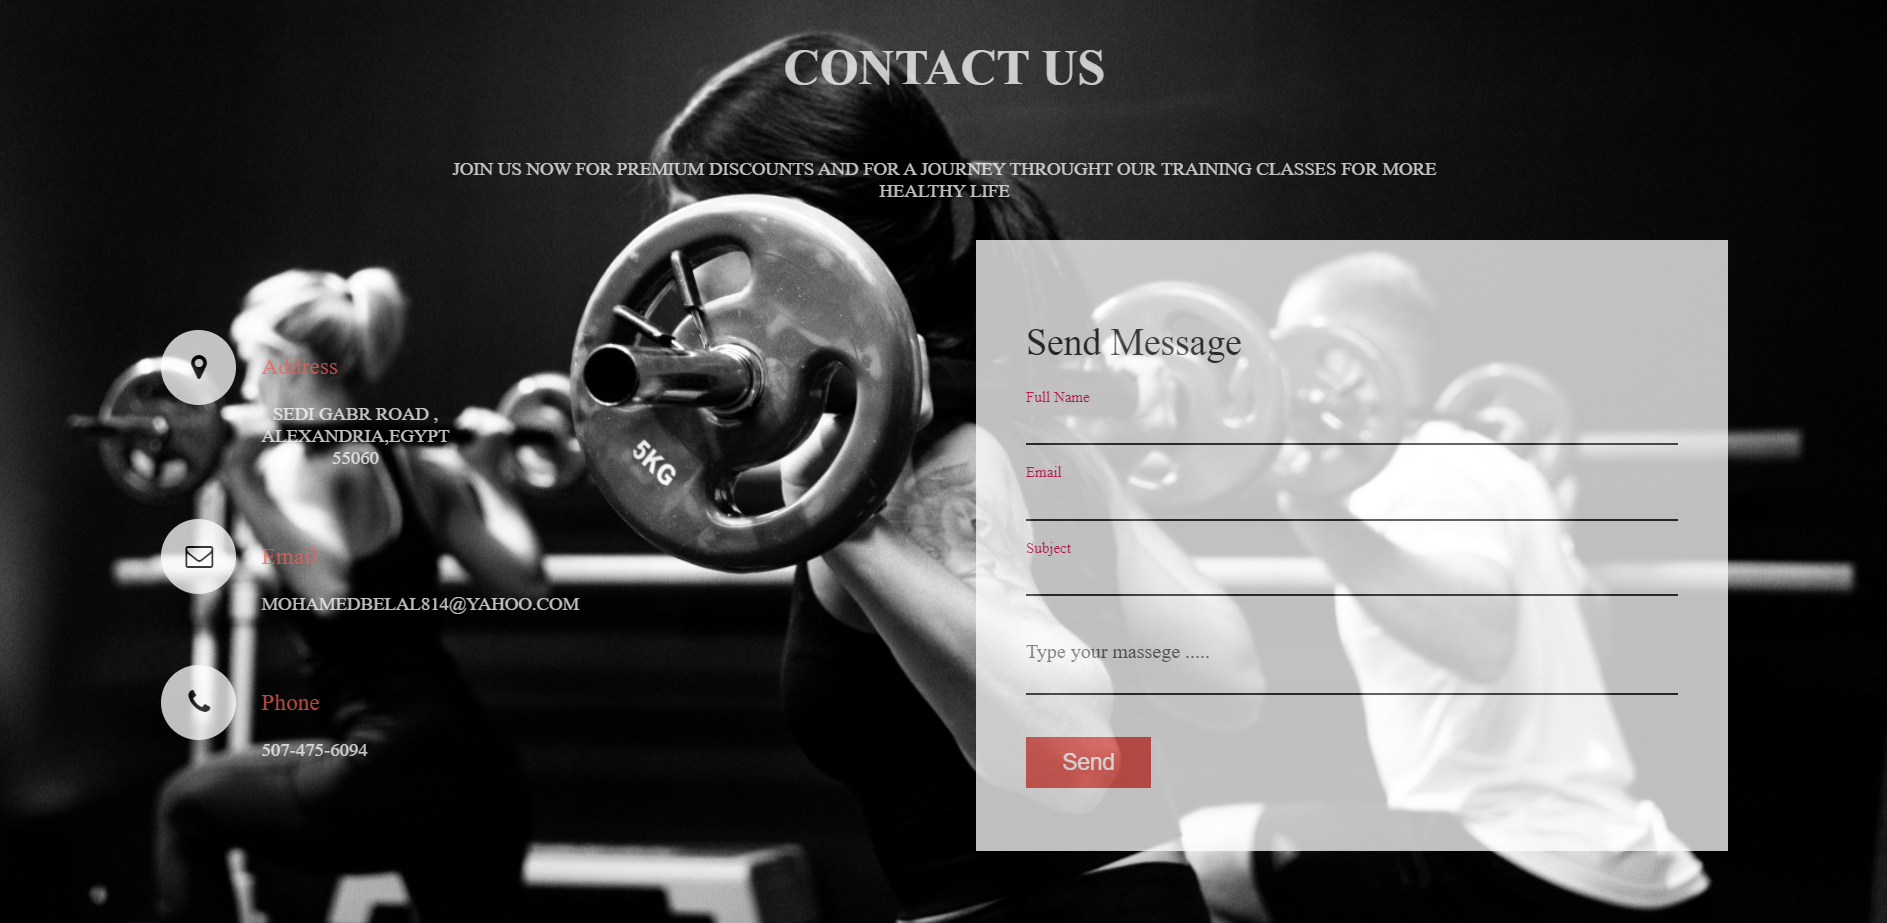 CONTACT US
JOIN US NOW FOR PREMIUM DISCOUNTS AND FOR A JOURNEY THROUGHT OUR TRAINING CLASSES FOR MORE
HEALTHY LIFE
Address
SEDI GABR ROAD ,
ALEXANDRIA,EGYPT
55060
Email
MOHAMEDBELAL814@YAHOO.COM
Phone
507-475-6094
5KG
Send Message
Full Name
Email
Subject
Type your massege .....
Send